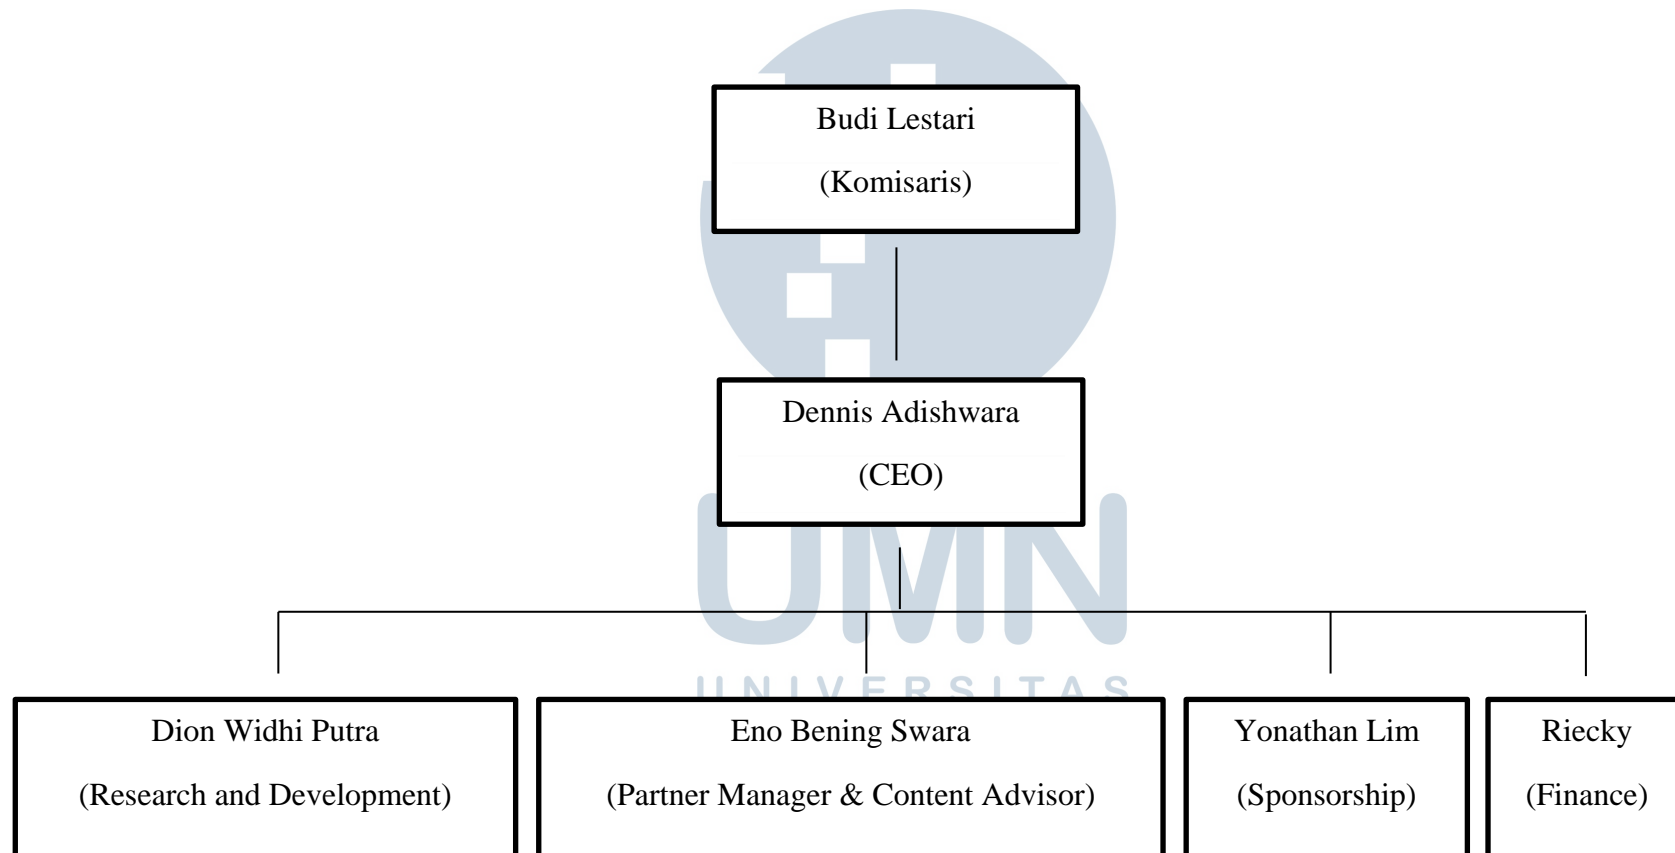 Budi Lestari
(Komisaris)
Dennis Adishwara
(CEO)
UMN
UNIVERSITAS
Dion Widhi Putra
(Research and Development)
Eno Bening Swara
(Partner Manager & Content Advisor)
Yonathan Lim
(Sponsorship)
Riecky
(Finance)